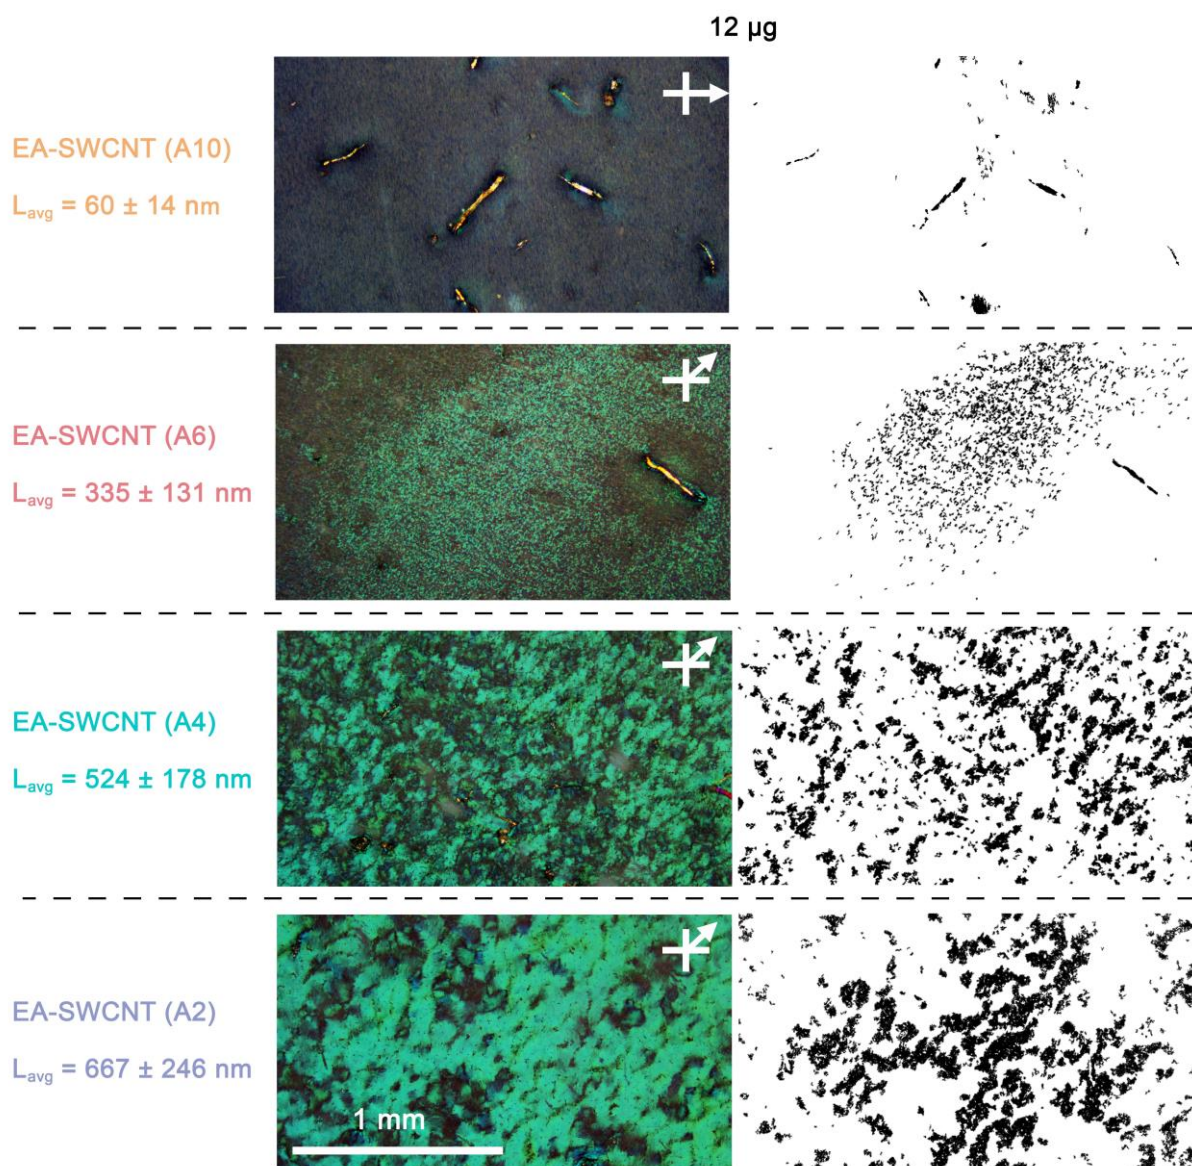 12 µg
EA-SWCNT (A10)
Lavg = 60 ± 14 nm
EA-SWCNT (A6)
Lavg = 335 ± 131 nm
EA-SWCNT (A4)
Lavg = 524 ± 178 nm
EA-SWCNT (A2)
Lavg = 667 ± 246 nm
1 mm